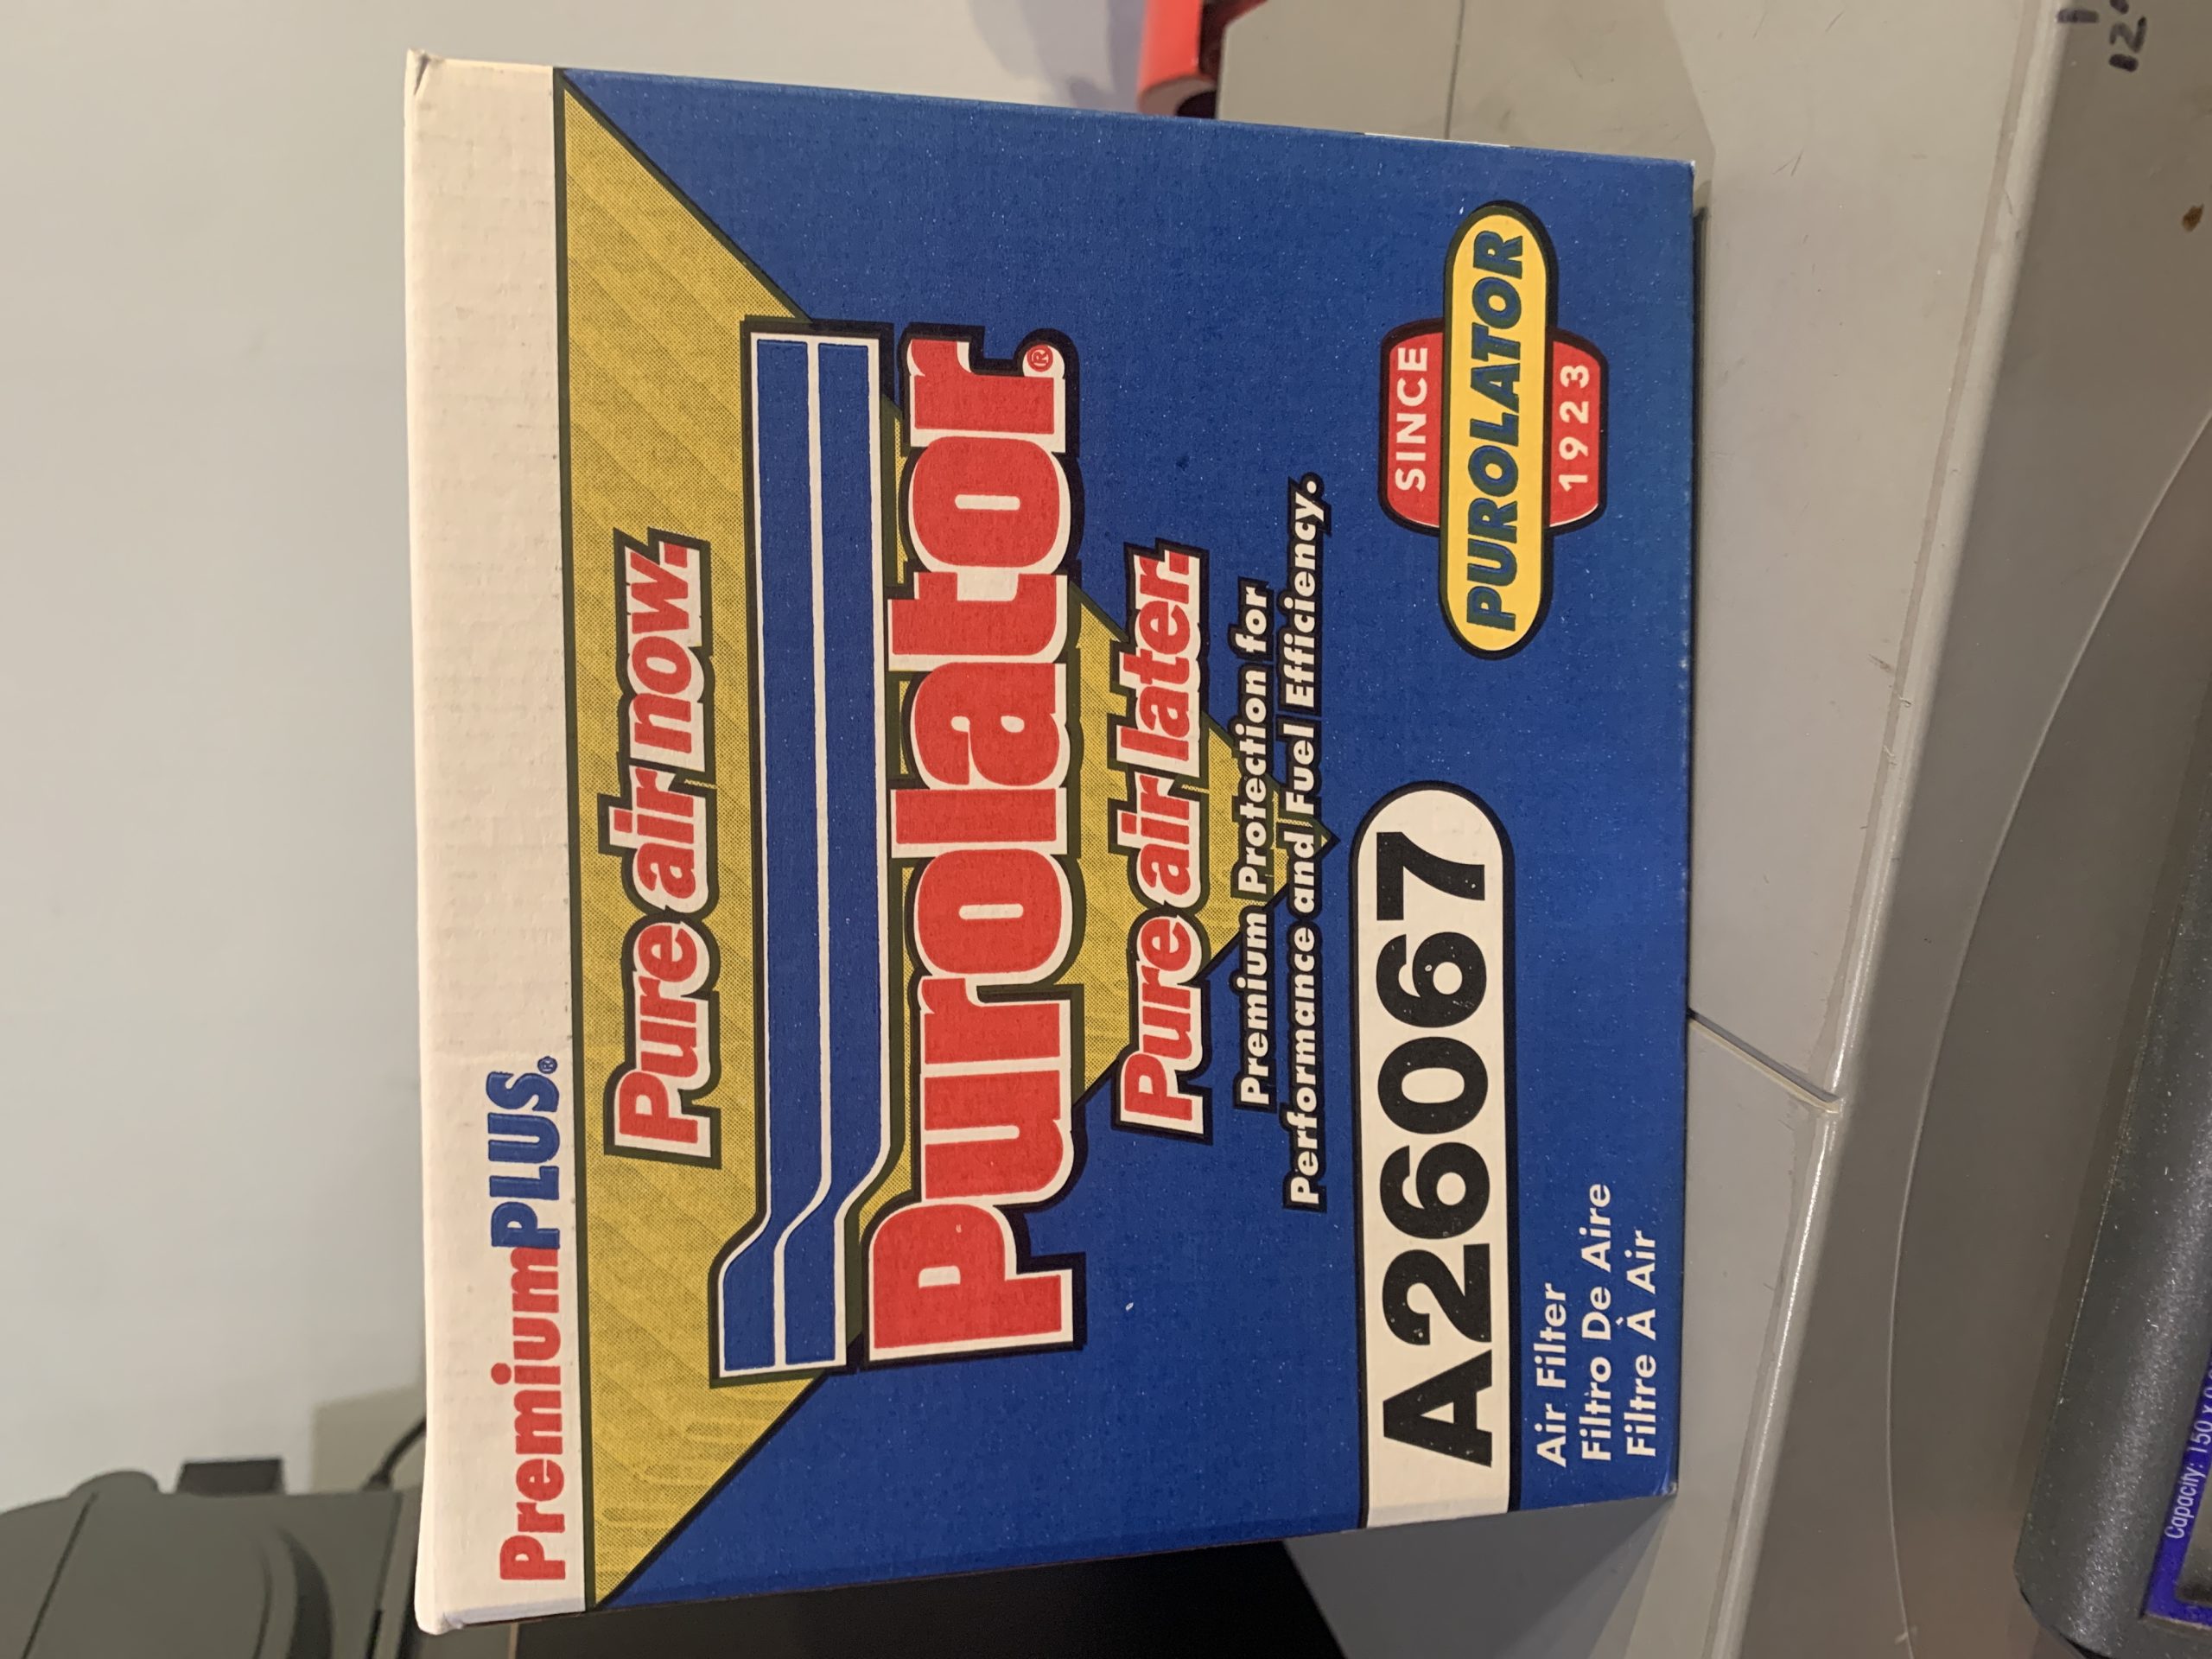 PremiumPLUS®
Pure air now.
Purolator®
Pure air later.
Premium Protection for
Performance and Fuel Efficiency.
A26067
SINCE
PUROLATOR
1923
Air Filter
Filtro De Aire
Filtre À Air